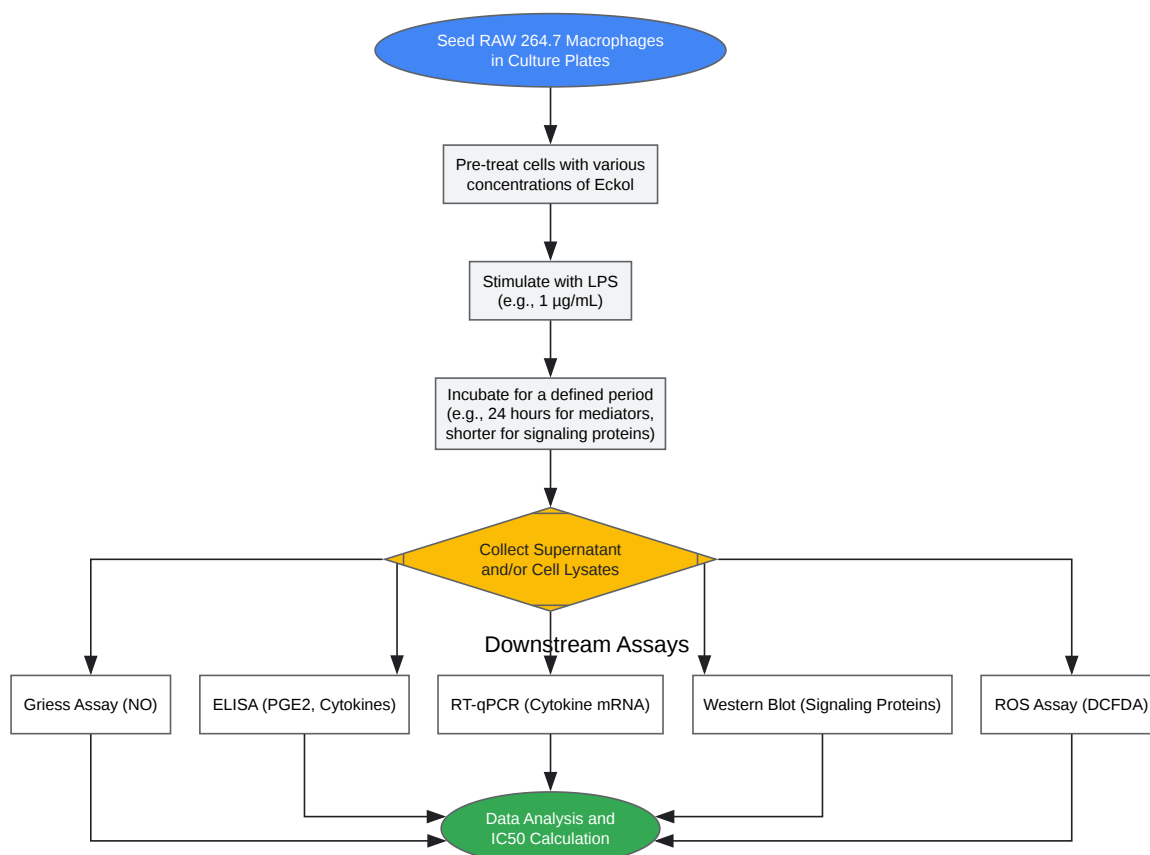 Seed RAW 264.7 Macrophages
in Culture Plates
Pre-treat cells with various
concentrations of Eckol
Stimulate with LPS
(e.g., 1 µg/mL)
Incubate for a defined period
(e.g., 24 hours for mediators,
shorter for signaling proteins)
Collect Supernatant
and/or Cell Lysates
Downstream Assays
Griess Assay (NO)
ELISA (PGE2, Cytokines)
RT-qPCR (Cytokine mRNA)
Western Blot (Signaling Proteins)
ROS Assay (DCFDA)
Data Analysis and
IC50 Calculation